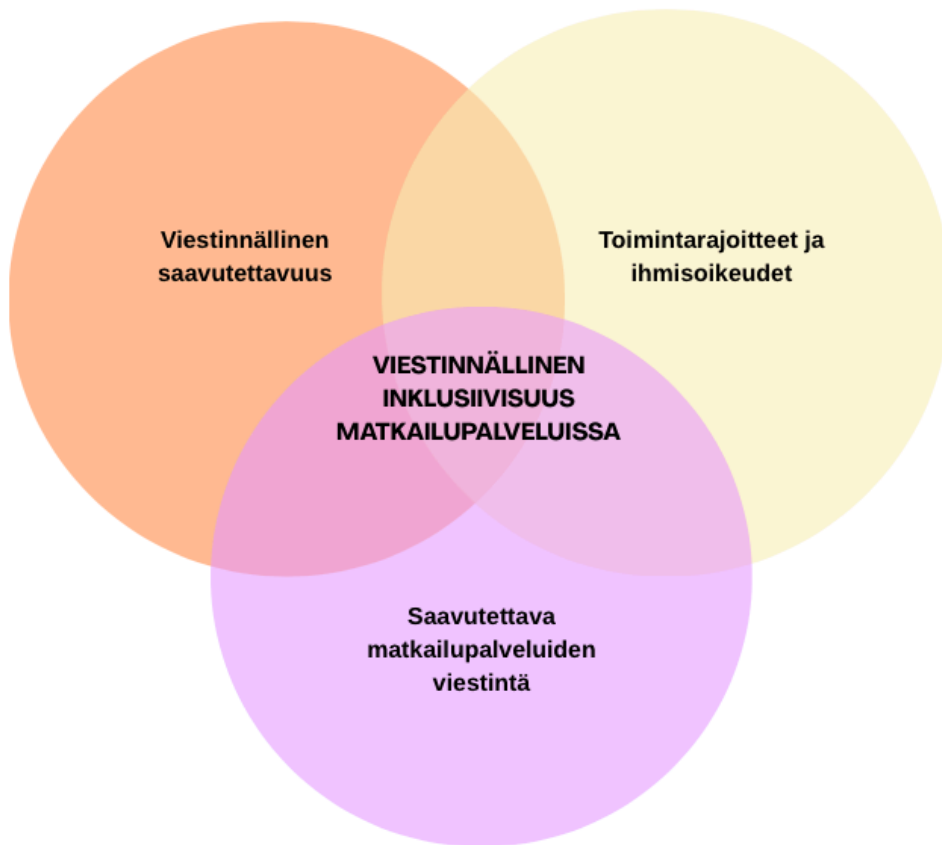 Viestinnällinen
saavutettavuus
Toimintarajoitteet ja
ihmisoikeudet
VIESTINNÄLLINEN
INKLUSIIVISUUS
MATKAILUPALVELUISSA
Saavutettava
matkailupalveluiden
viestintä